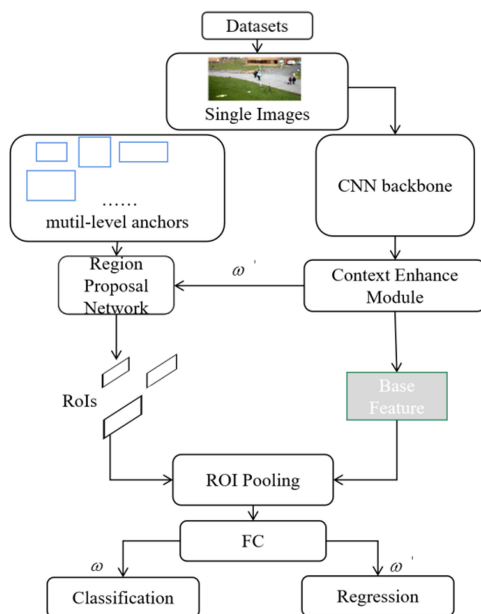 Datasets
Single Images
CNN backbone
……
mutil-level anchors
Region
Proposal
Network
ω '
Context Enhance
Module
RoIs
Base
Feature
ROI Pooling
FC
ω
ω '
Classification
Regression